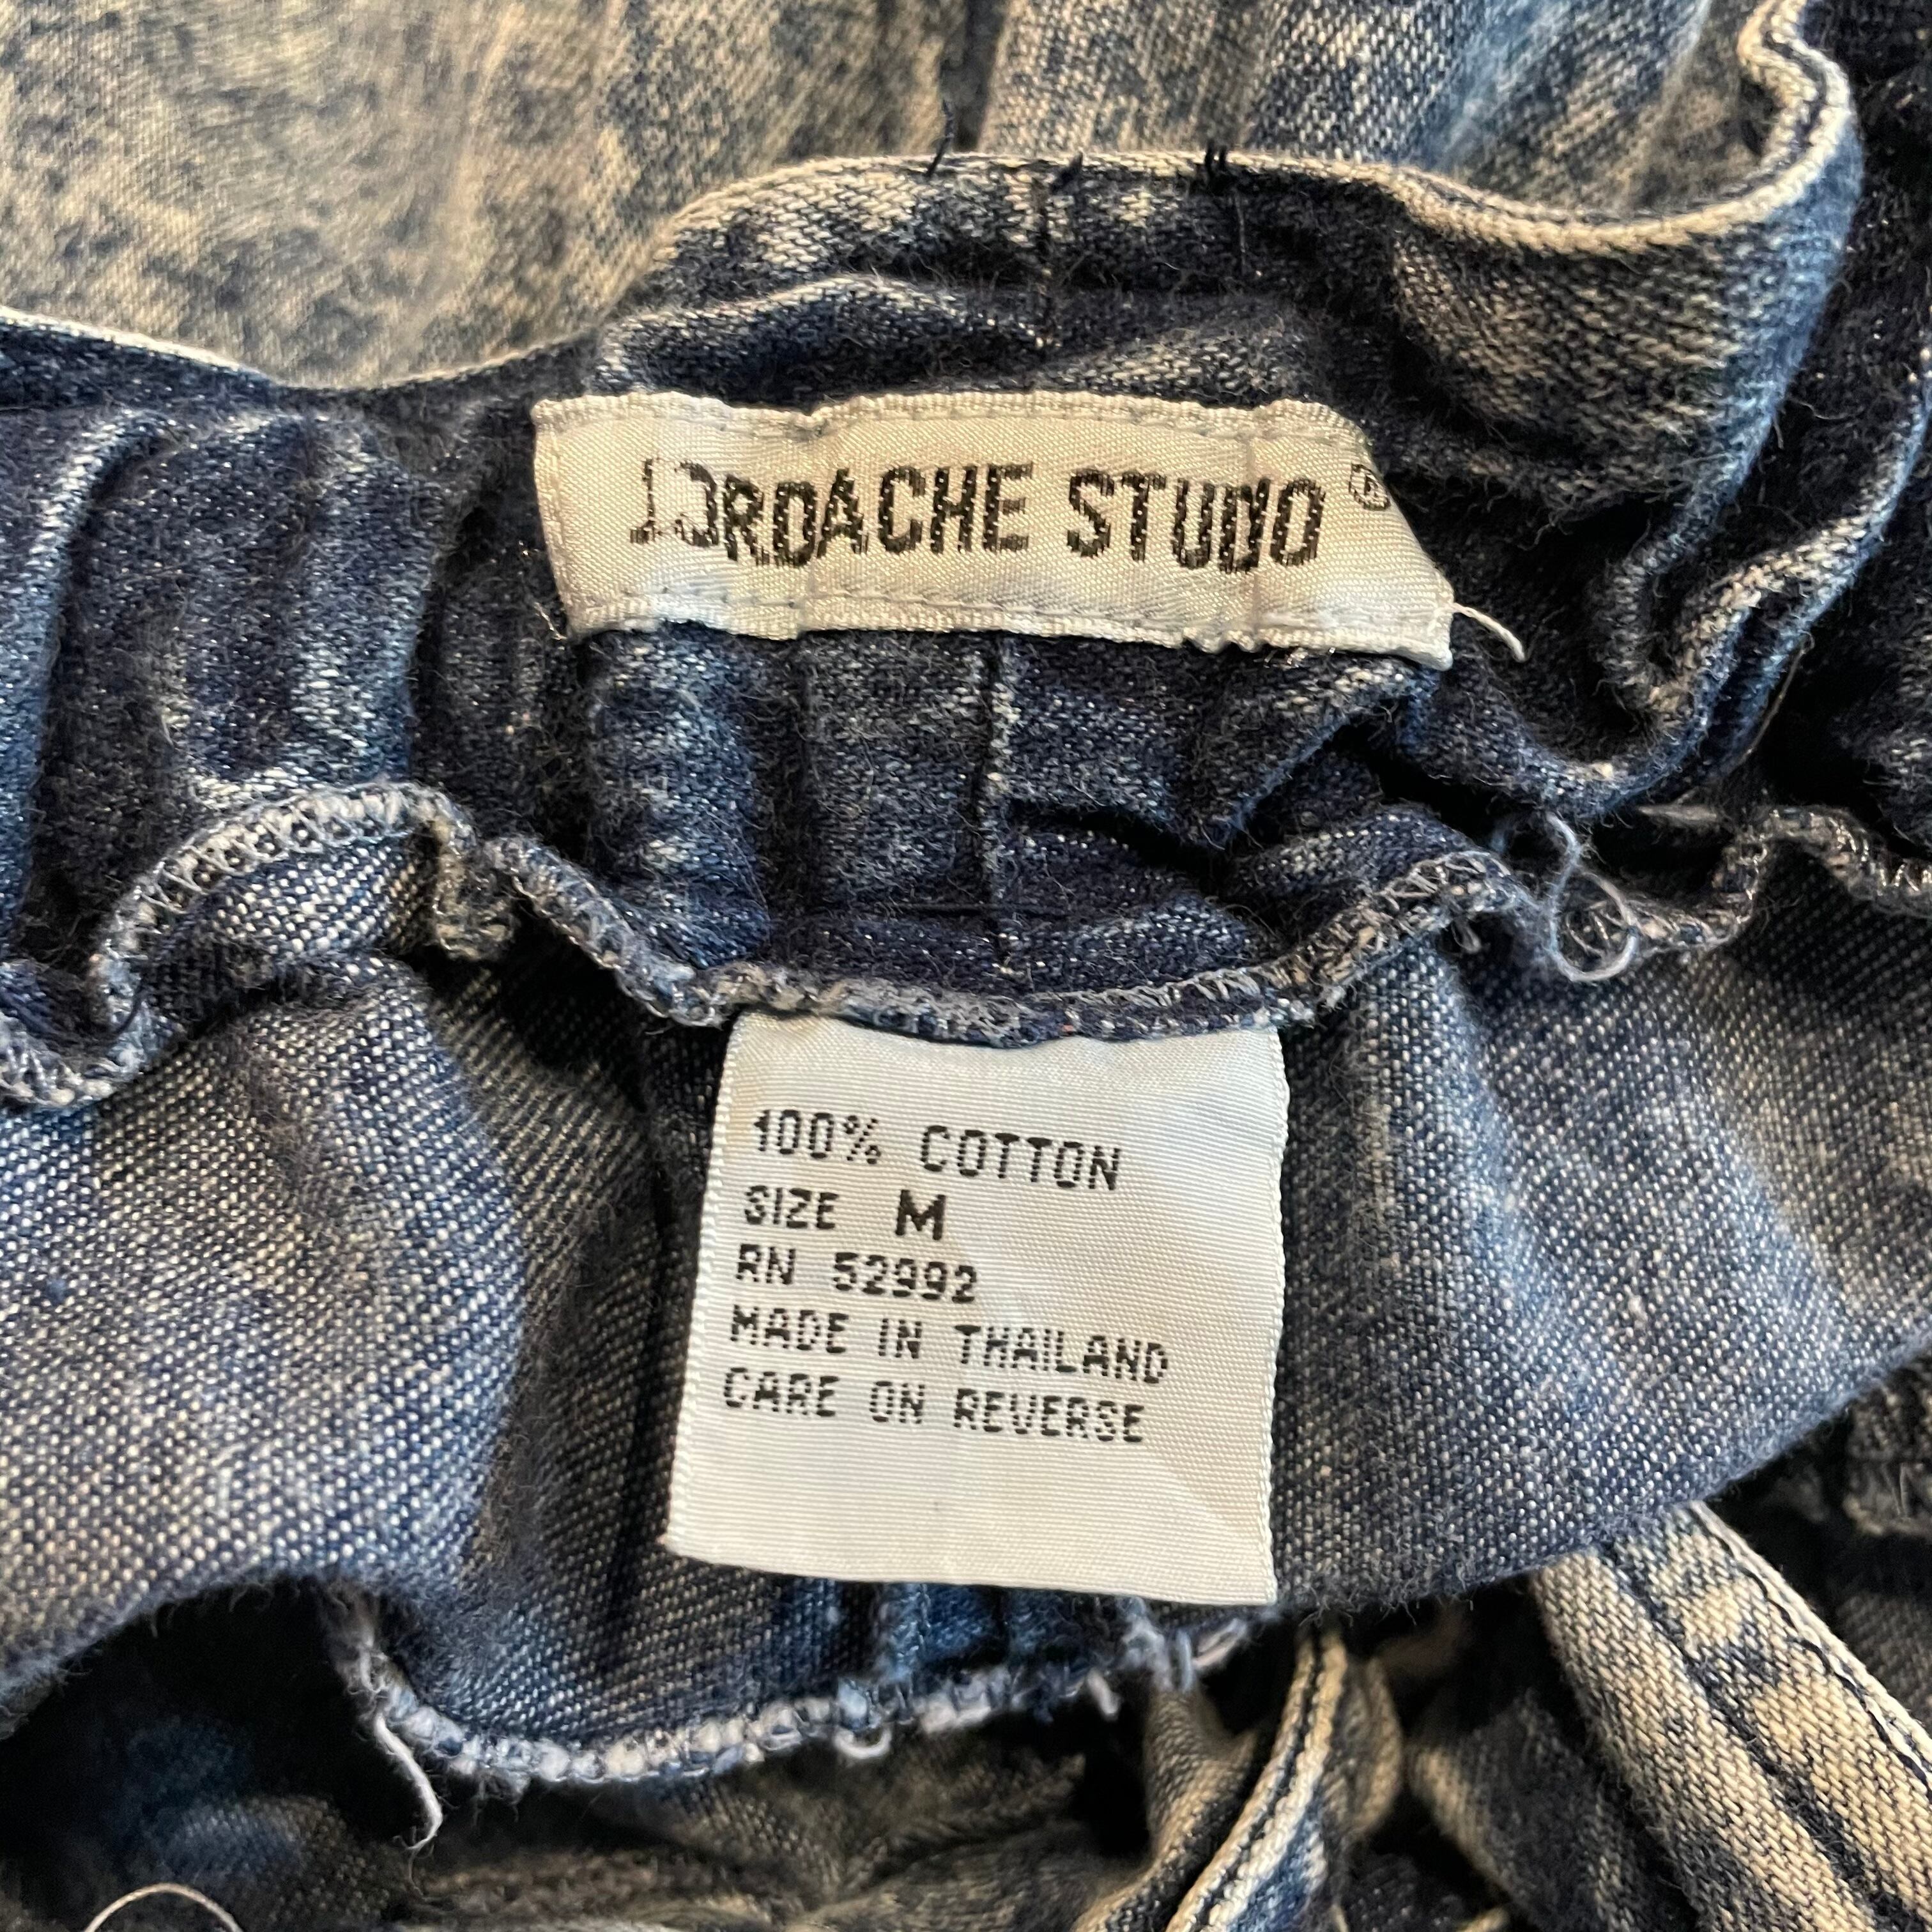 JORDACHE STUDIO ®
100% COTTON
SIZE M
RN 52992
MADE IN THAILAND
CARE ON REVERSE